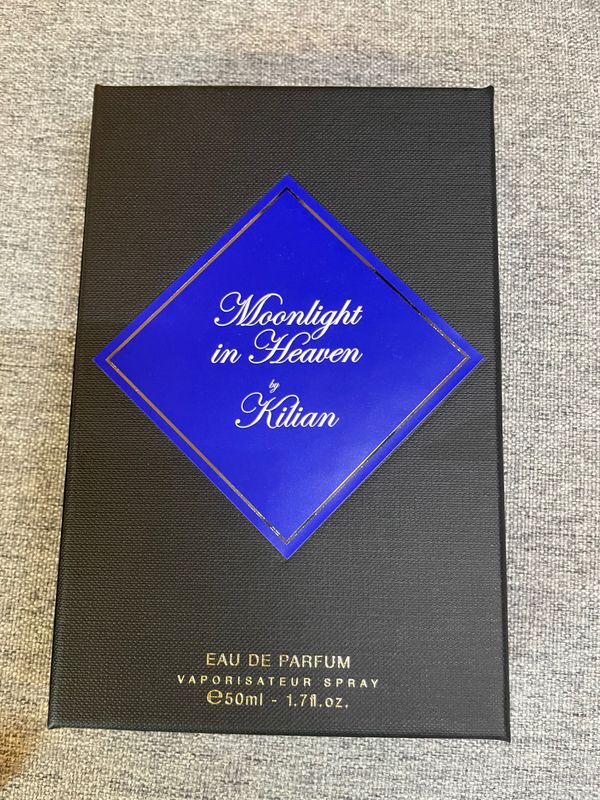 Moonlight
in Heaven
by
Kilian
EAU DE PARFUM
VAPORISATEUR SPRAY
℮50ml - 1.7fl.oz.